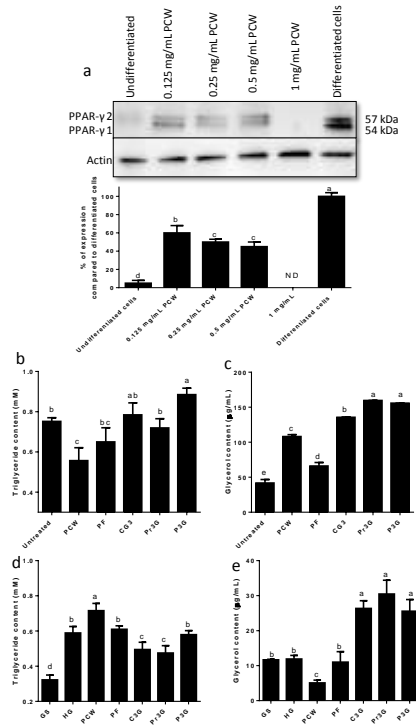 Undifferentiated
0.125 mg/mL PCW
0.25 mg/mL PCW
0.5 mg/mL PCW
1 mg/mL PCW
Differentiated cells
a
PPAR-γ2
57 kDa
PPAR-γ1
54 kDa
Actin
% of expression
compared to differentiated cells
100
80
60
40
20
0
d
b
c
c
ND
a
Undifferentiated cells
0.125 mg/mL PCW
0.25 mg/mL PCW
0.5 mg/mL PCW
1 mg/mL
Differentiated cells
b
Triglyceride content (mM)
1.0
0.8
0.6
0.4
b
c
bc
ab
b
a
Untreated
PCW
PF
CG3
Pr3G
P3G
c
Glycerol content (µg/mL)
200
150
100
50
0
e
c
d
b
a
a
Untreated
PCW
PF
CG3
Pr3G
P3G
d
Triglyceride content (mM)
1.0
0.8
0.6
0.4
0.2
d
b
a
b
c
c
b
GS
HG
PCW
PF
C3G
Pr3G
P3G
e
Glycerol content (µg/mL)
40
30
20
10
0
b
b
c
b
a
a
a
GS
HG
PCW
PF
C3G
Pr3G
P3G